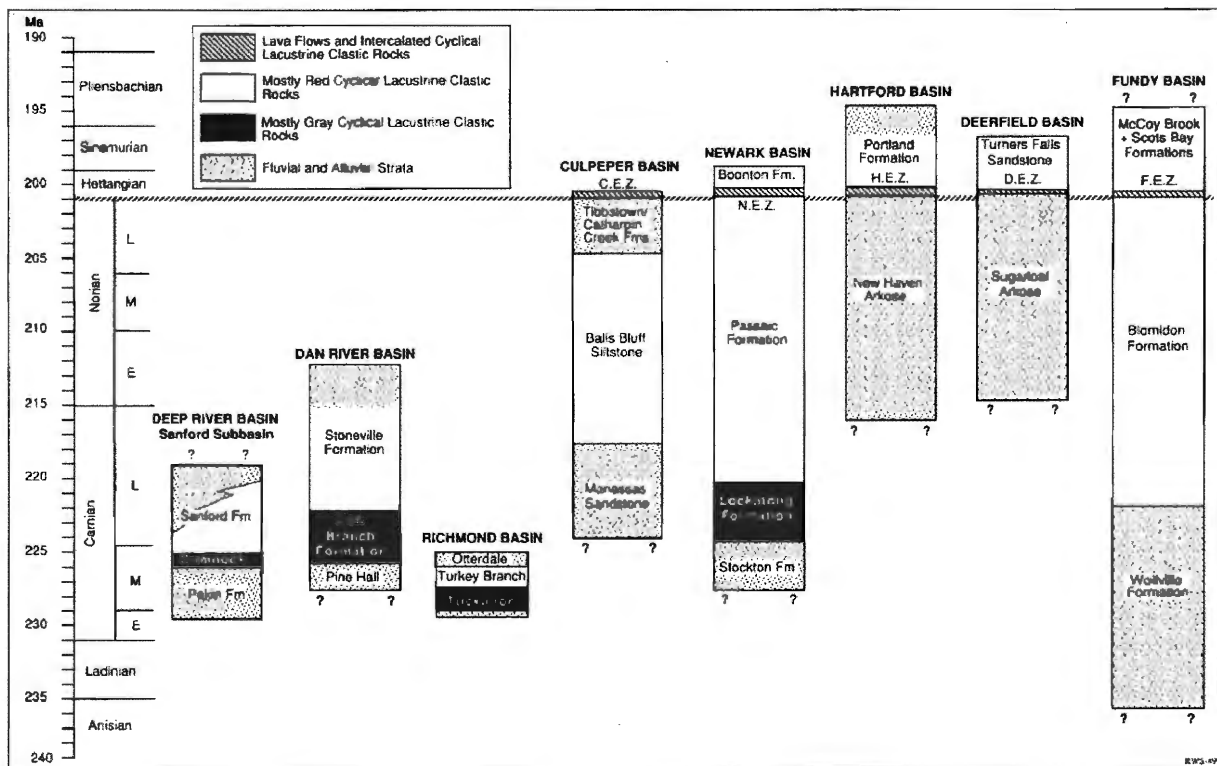 Ma
190
195
200
205
210
215
220
225
230
235
240
Pliensbachian
Sinemurian
Hettangian
Norian
L
M
E
Carnian
L
M
E
Ladinian
Anisian
Lava Flows and Intercalated Cyclical
Lacustrine Clastic Rocks
Mostly Red Cyclical Lacustrine Clastic
Rocks
Mostly Gray Cyclical Lacustrine Clastic
Rocks
Fluvial and Alluvial Strata
DEEP RIVER BASIN
Sanford Subbasin
? ?
Sanford Fm
Pekin Fm
DAN RIVER BASIN
Stoneville
Formation
Branch
Formation
Pine Hall
? ?
RICHMOND BASIN
Otterdale
Turkey Branch
Tuckahoe
CULPEPER BASIN
C.E.Z.
Tibbstown/
Catharpin
Creek Fms
Balls Bluff
Siltstone
Manassas
Sandstone
? ?
NEWARK BASIN
Boonton Fm.
N.E.Z.
Passaic
Formation
Lockatong
Formation
Stockton Fm
? ?
HARTFORD BASIN
Portland
Formation
H.E.Z.
New Haven
Arkose
? ?
DEERFIELD BASIN
Turners Falls
Sandstone
D.E.Z.
Sugarloaf
Arkose
? ?
FUNDY BASIN
? ?
McCoy Brook
+ Scots Bay
Formations
F.E.Z.
Blomidon
Formation
Wolfville
Formation
? ?